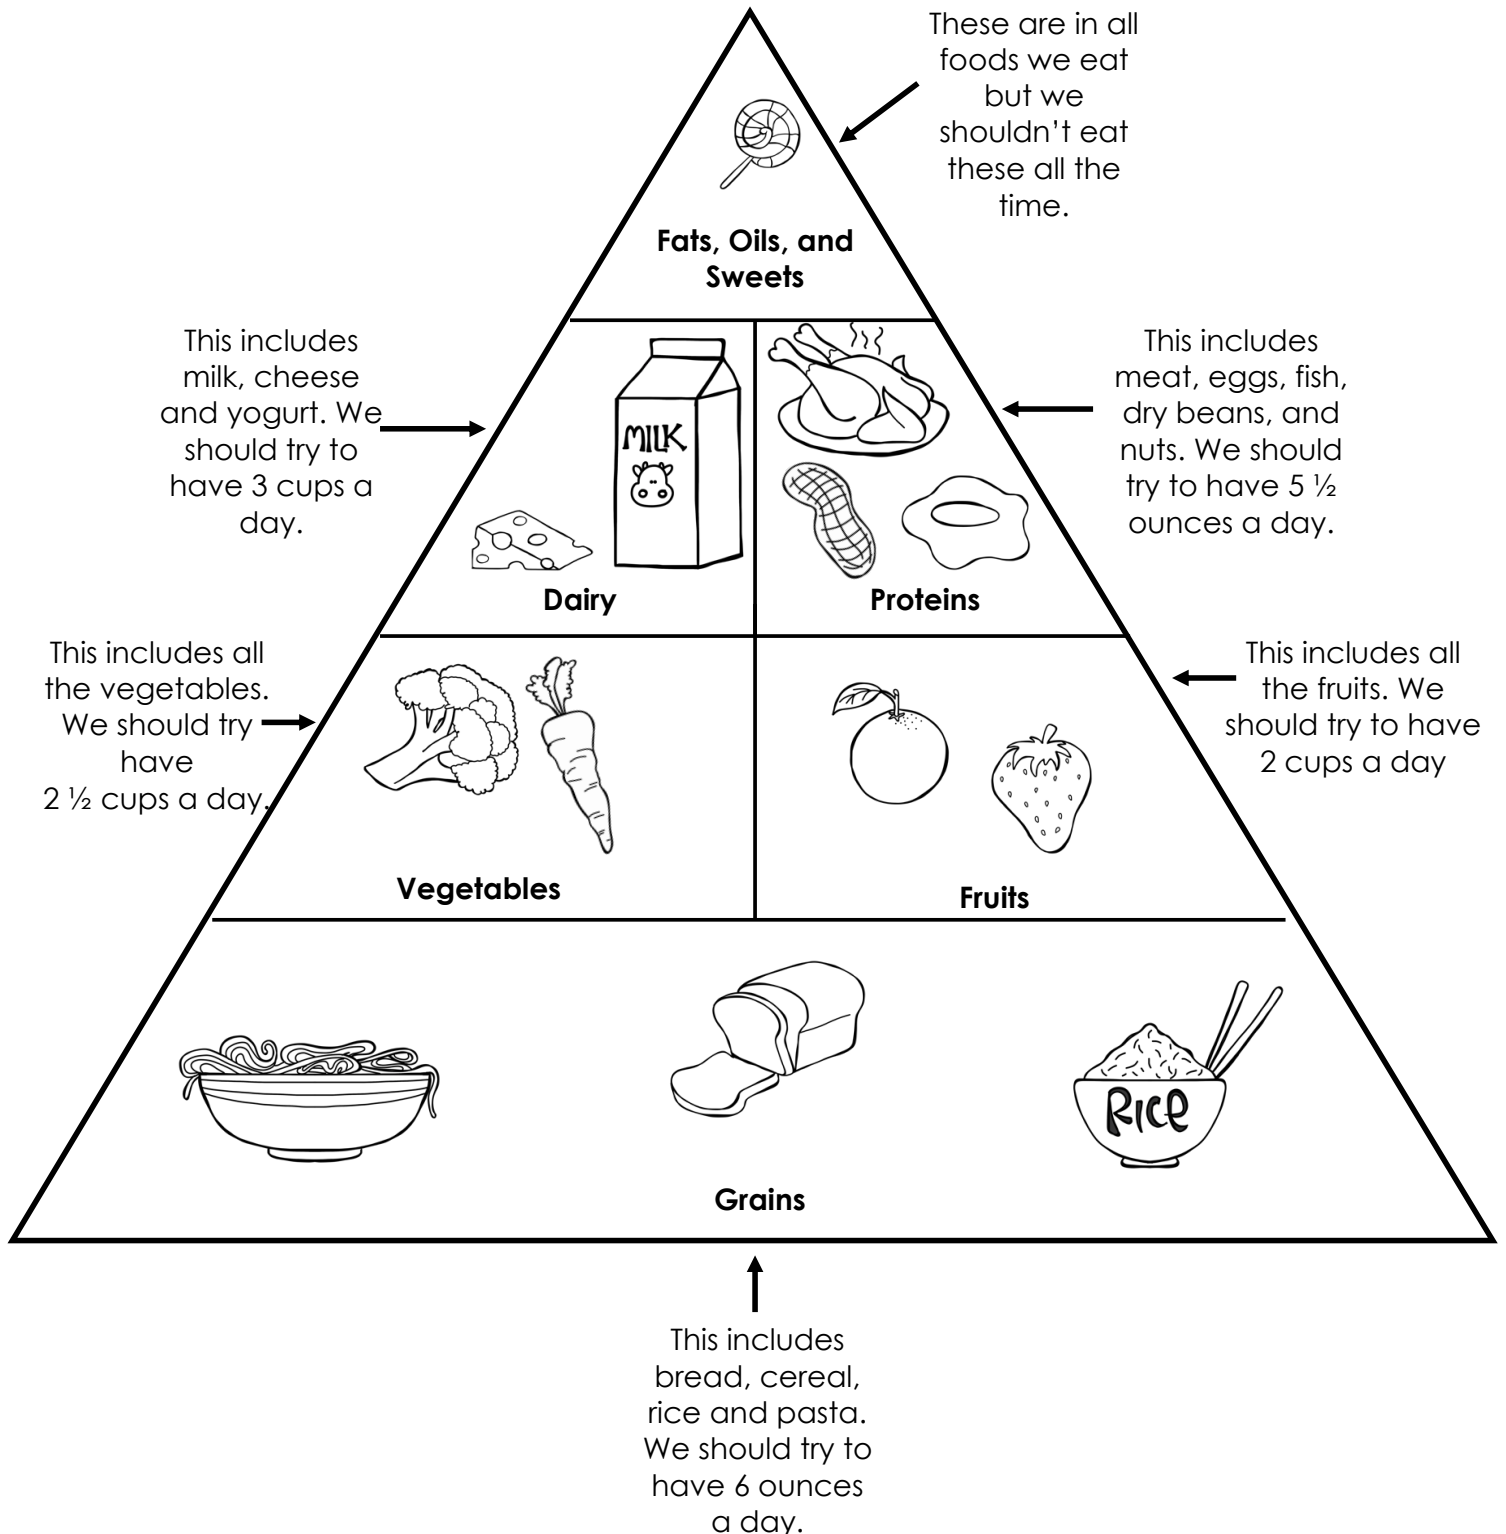 These are in all
foods we eat
but we
shouldn't eat
these all the
time.
Fats, Oils, and
Sweets
This includes
milk, cheese
and yogurt. We
should try to
have 3 cups a
day.
MILK
Dairy
This includes
meat, eggs, fish,
dry beans, and
nuts. We should
try to have 5 ½
ounces a day.
Proteins
This includes all
the vegetables.
We should try
have
2 ½ cups a day.
Vegetables
This includes all
the fruits. We
should try to have
2 cups a day
Fruits
Rice
Grains
This includes
bread, cereal,
rice and pasta.
We should try to
have 6 ounces
a day.